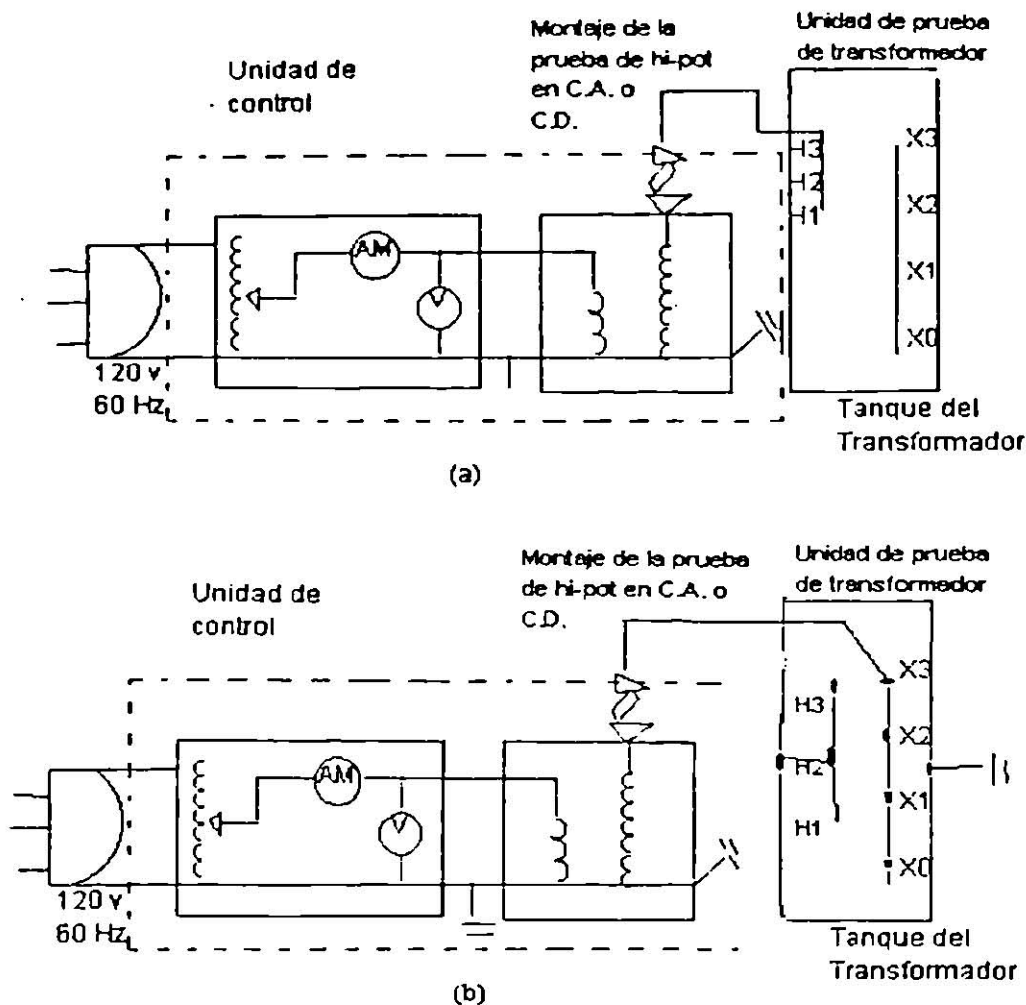 Unidad de
control
Montaje de la
prueba de hi-pot
en C.A. o
C.D.
Unidad de prueba
de transformador
H3
H2
H1
X3
X2
X1
X0
AM
V
120 v
60 Hz
Tanque del
Transformador
(a)
Unidad de
control
Montaje de la prueba
de hi-pot en C.A. o
C.D.
Unidad de prueba
de transformador
H3
H2
H1
X3
X2
X1
X0
AM
V
120 v
60 Hz
Tanque del
Transformador
(b)